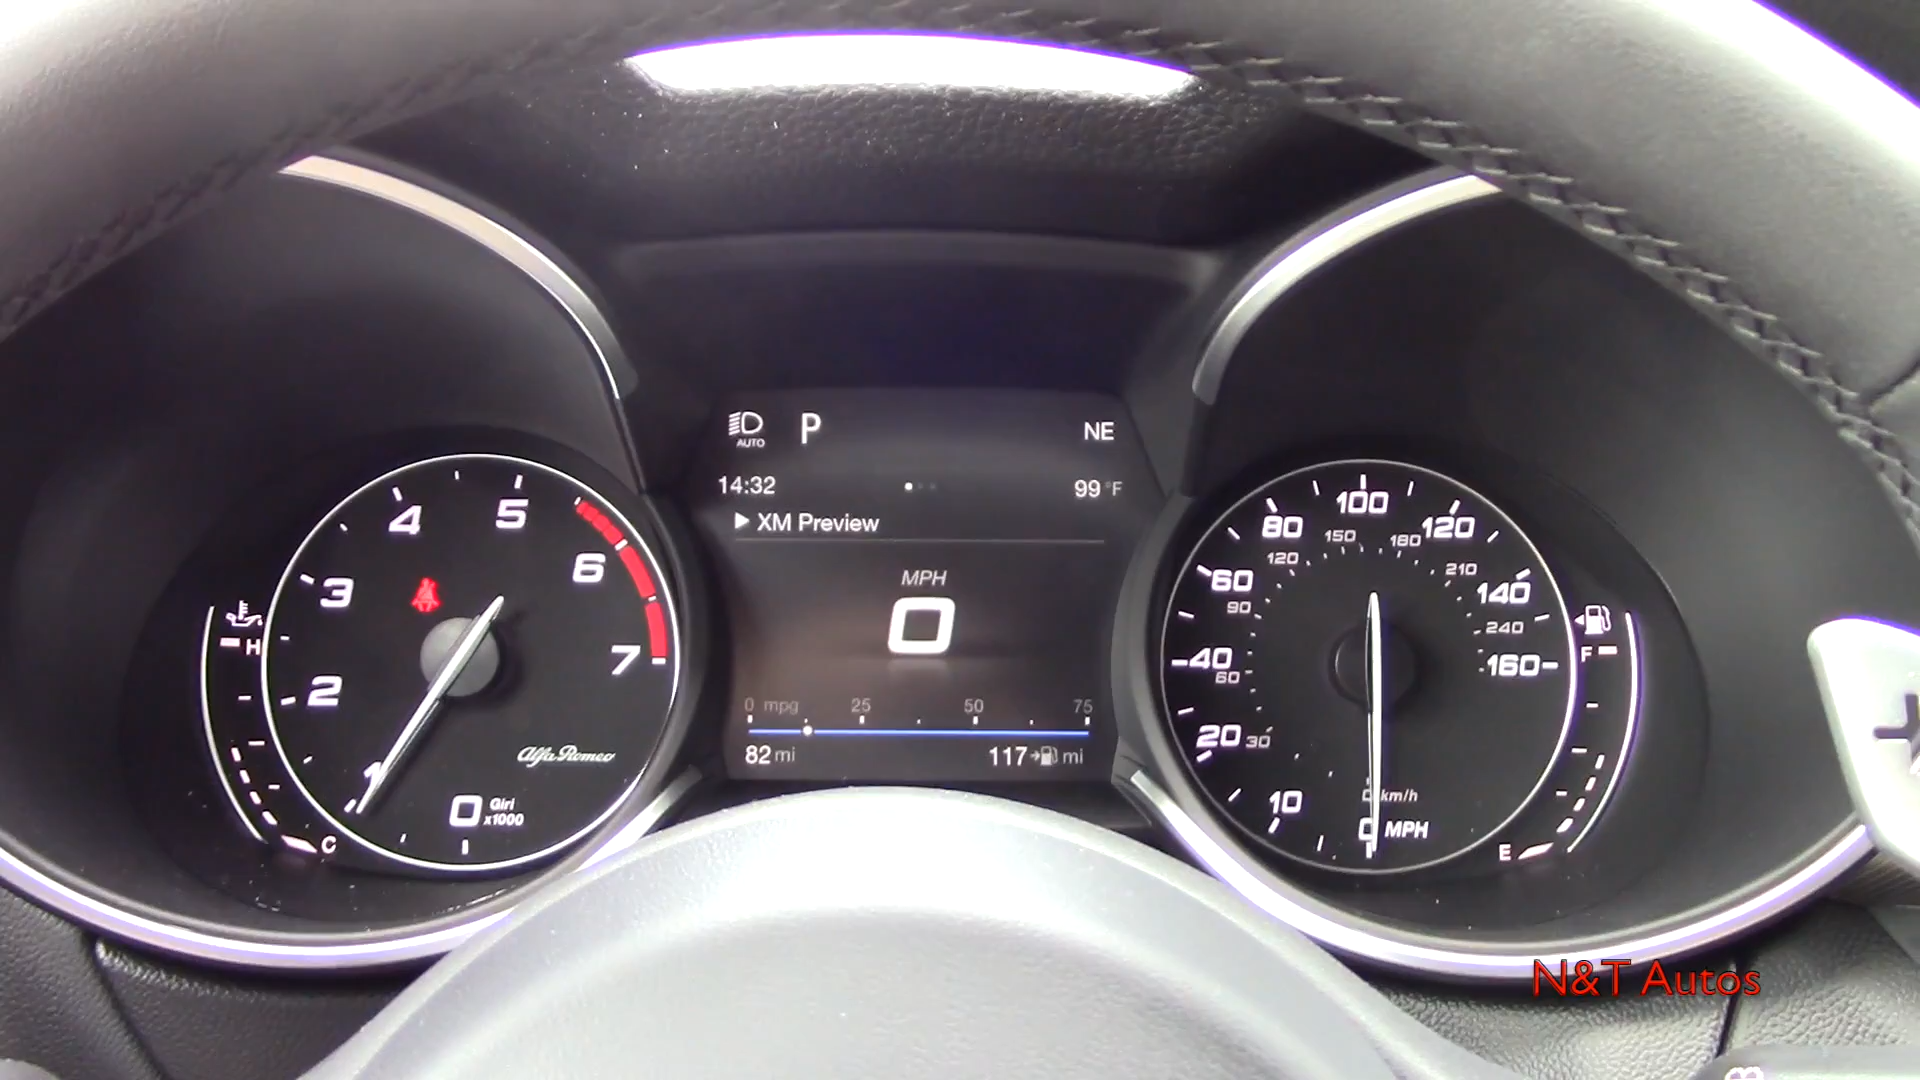 AUTO P NE
14:32 99 °F
XM Preview
MPH
0
0 mpg 25 50 75
82 mi 117 mi
1 2 3 4 5 6 7
H
C
Alfa Romeo
0 Giri
x1000
0 10 20 40 60 80 100 120 140 160
30 60 90 120 150 180 210 240
0 km/h
MPH
F
E
N&T Autos